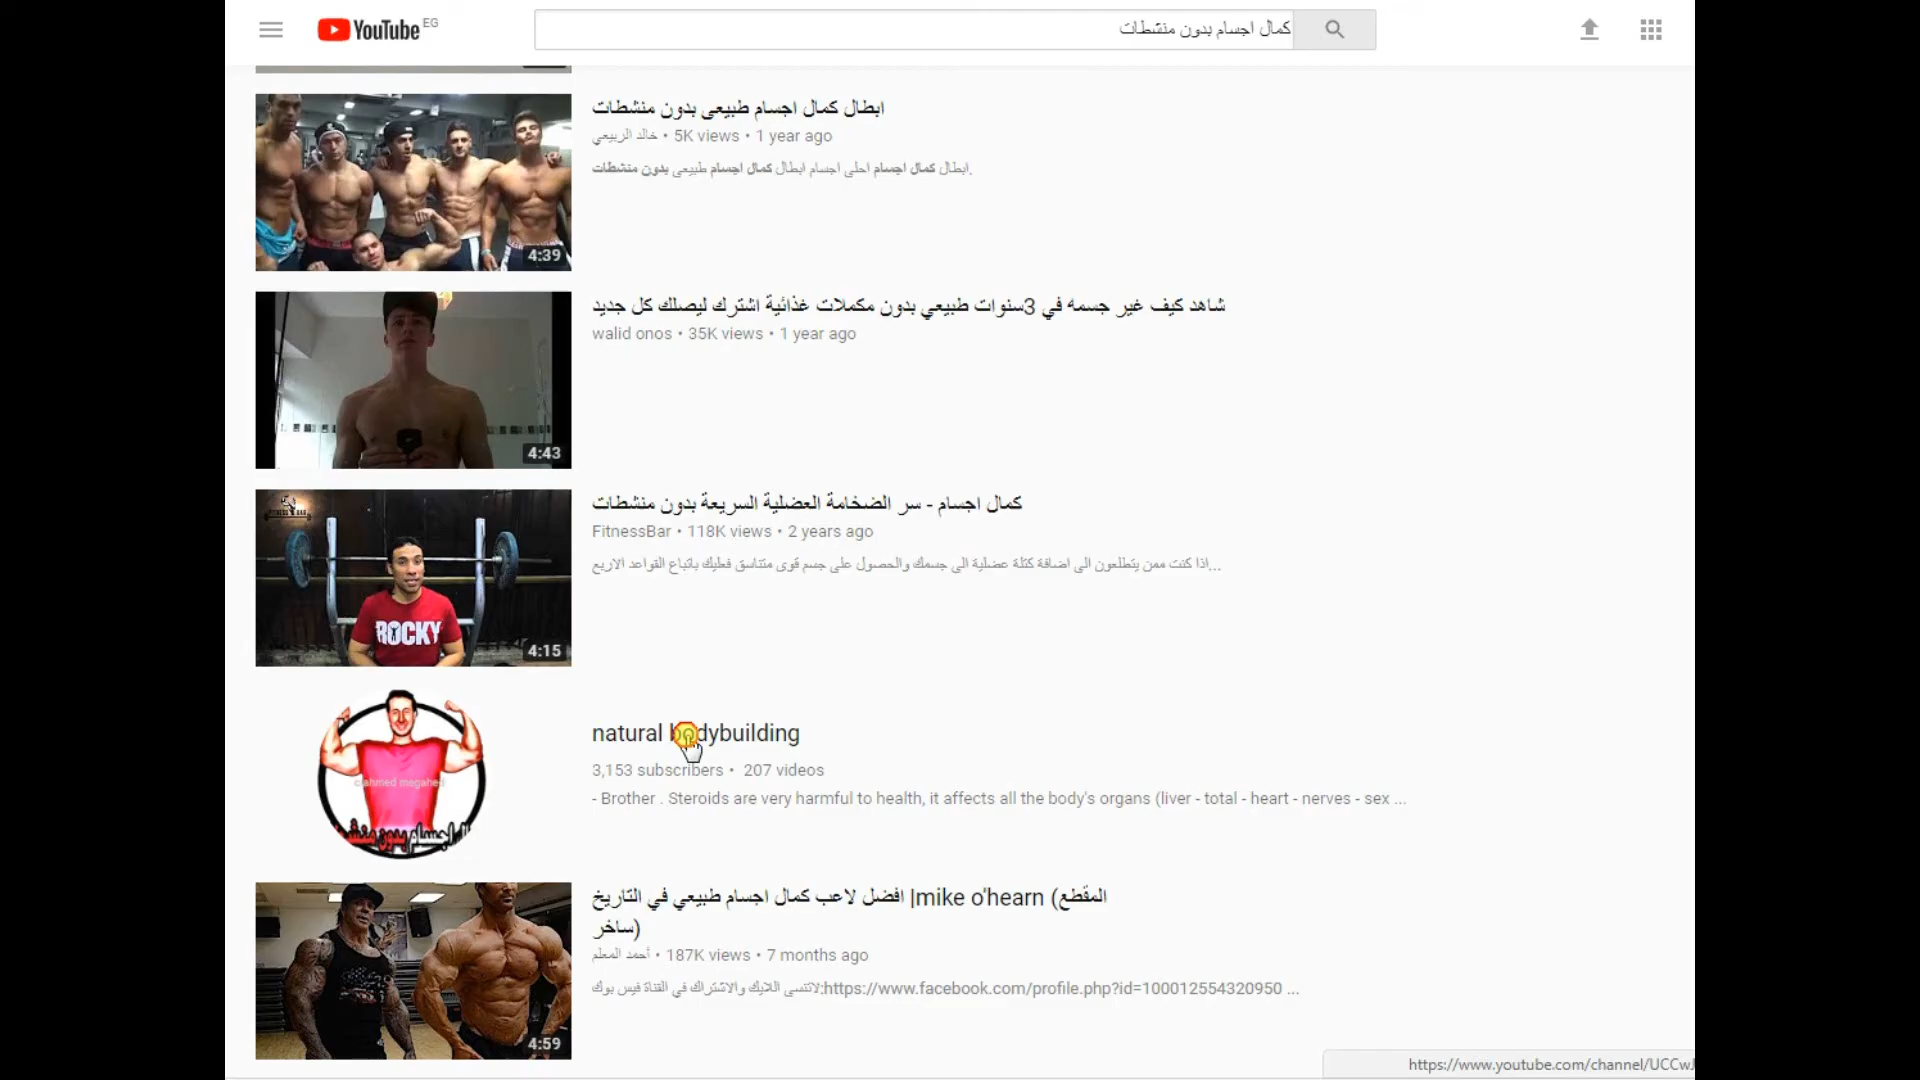 YouTube EG
كمال اجسام بدون منشطات
ابطال كمال اجسام طبيعى بدون منشطات
خالد الربيعي • 5K views • 1 year ago
ابطال كمال اجسام احلى اجسام ابطال كمال اجسام طبيعى بدون منشطات.
4:39
شاهد كيف غير جسمه في 3سنوات طبيعي بدون مكملات غذائية اشترك ليصلك كل جديد
walid onos • 35K views • 1 year ago
4:43
كمال اجسام - سر الضخامة العضلية السريعة بدون منشطات
FitnessBar • 118K views • 2 years ago
اذا كنت ممن يتطلعون الى اضافة كتلة عضلية الى جسمك والحصول على جسم قوى متناسق فعليك باتباع القواعد الاربع...
ROCKY
4:15
natural bodybuilding
3,153 subscribers • 207 videos
- Brother . Steroids are very harmful to health, it affects all the body's organs (liver - total - heart - nerves - sex ...
c:ahmed megahed
اجسام بدون
افضل لاعب كمال اجسام طبيعي في التاريخ |mike o'hearn (المقطع
ساخر)
أحمد المعلم • 187K views • 7 months ago
لاتنسى اللايك والاشتراك في القناة فيس بوك:https://www.facebook.com/profile.php?id=100012554320950 ...
4:59
https://www.youtube.com/channel/UCCwJ